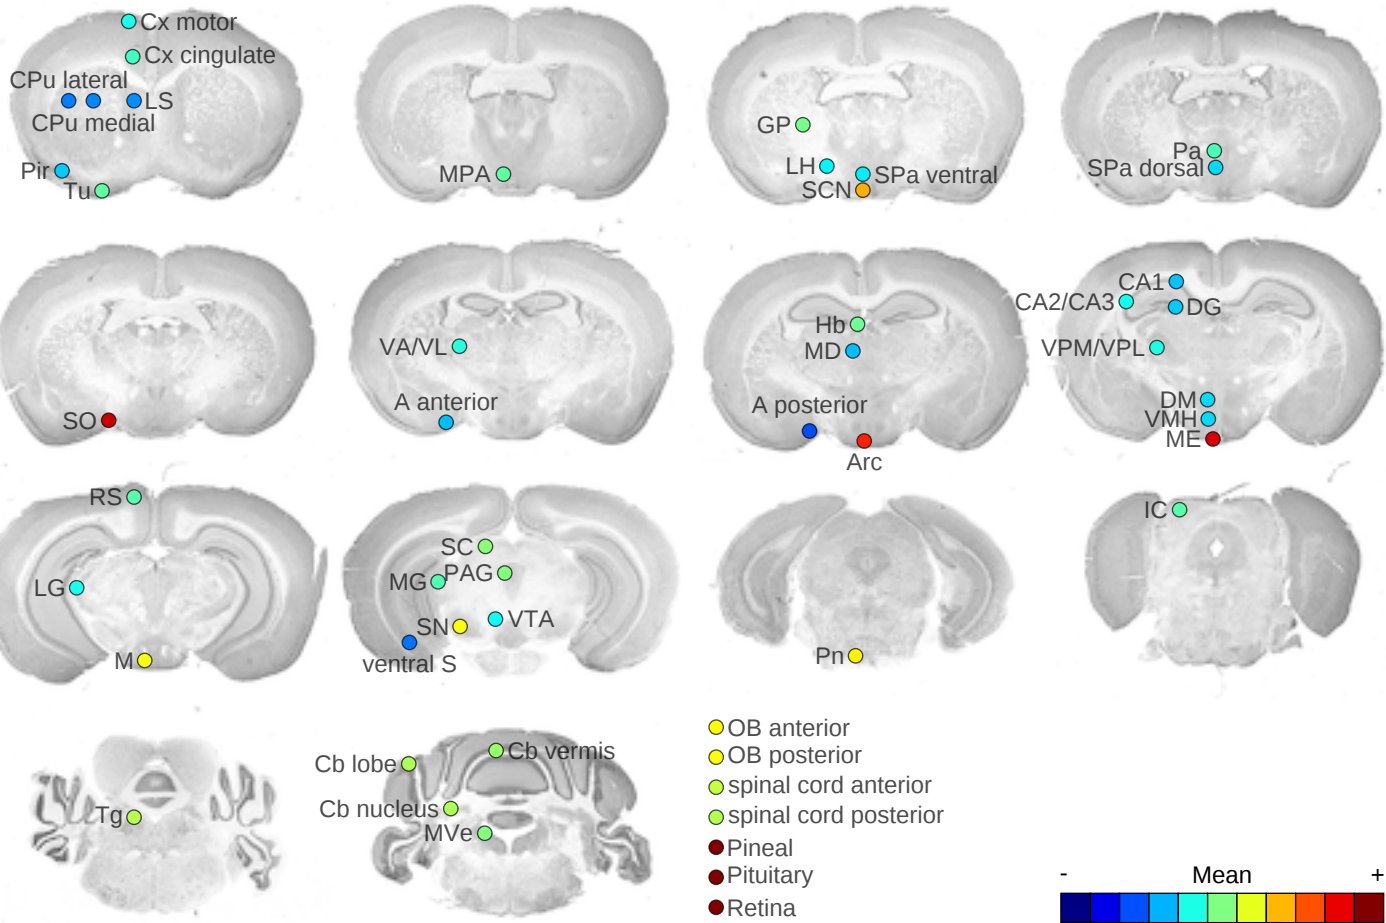 Cx motor
Cx cingulate
CPu lateral
LS
CPu medial
Pir
Tu
MPA
GP
LH
SPa ventral
SCN
Pa
SPa dorsal
SO
VA/VL
A anterior
Hb
MD
A posterior
Arc
CA1
CA2/CA3
DG
VPM/VPL
DM
VMH
ME
RS
LG
M
SC
PAG
MG
VTA
SN
ventral S
Pn
IC
Tg
Cb vermis
Cb lobe
Cb nucleus
MVe
OB anterior
OB posterior
spinal cord anterior
spinal cord posterior
Pineal
Pituitary
Retina
- Mean +